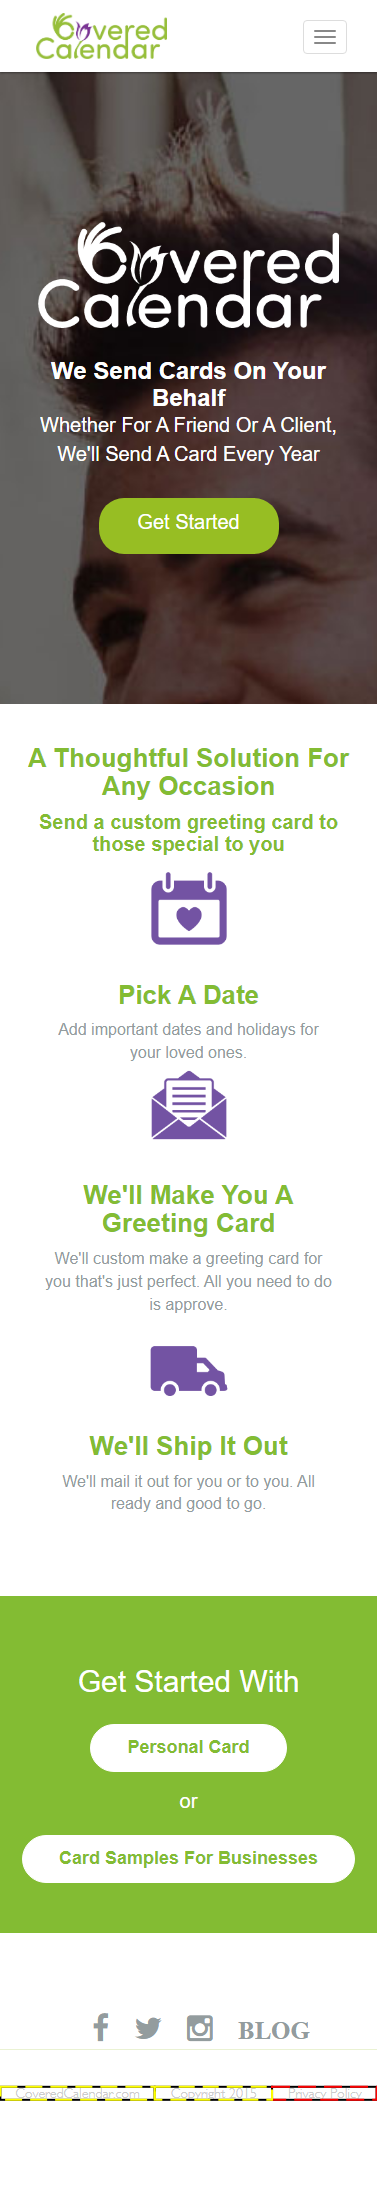 Covered
Calendar
Covered
Calendar
We Send Cards On Your
Behalf
Whether For A Friend Or A Client,
We'll Send A Card Every Year
Get Started
A Thoughtful Solution For
Any Occasion
Send a custom greeting card to
those special to you
Pick A Date
Add important dates and holidays for
your loved ones.
We'll Make You A
Greeting Card
We'll custom make a greeting card for
you that's just perfect. All you need to do
is approve.
We'll Ship It Out
We'll mail it out for you or to you. All
ready and good to go.
Get Started With
Personal Card
or
Card Samples For Businesses
BLOG
CoveredCalendar.com Copyright 2015 Privacy Policy